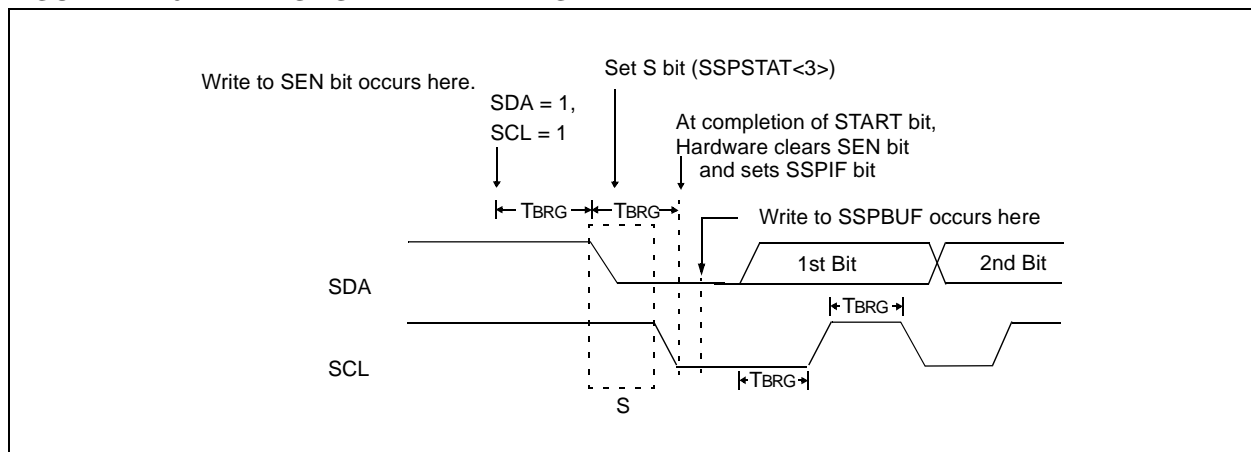 Set S bit (SSPSTAT<3>)
Write to SEN bit occurs here.
SDA = 1,
SCL = 1
At completion of START bit,
Hardware clears SEN bit
and sets SSPIF bit
TBRG
TBRG
Write to SSPBUF occurs here
1st Bit
2nd Bit
SDA
TBRG
SCL
TBRG
S